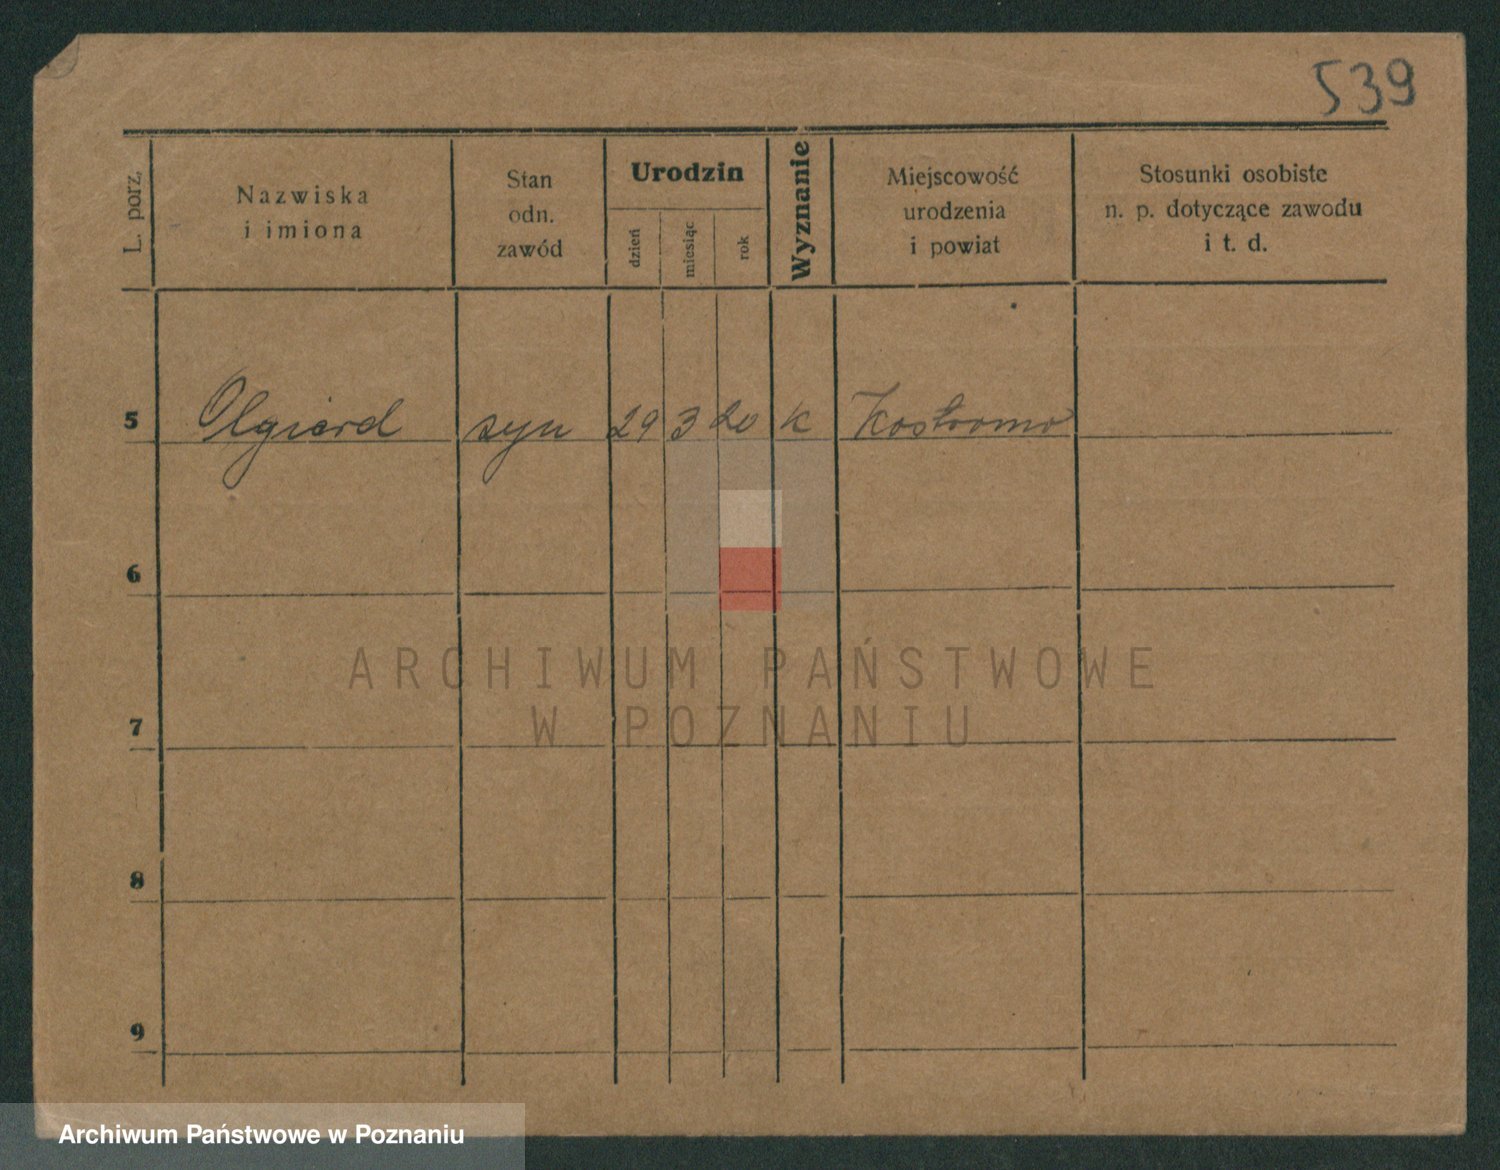 539
L. porz.
Nazwiska
i imiona
Stan
odn.
zawód
Urodzin
dzień
miesiąc
rok
Wyznanie
Miejscowość
urodzenia
i powiat
Stosunki osobiste
n. p. dotyczące zawodu
i t. d.
5 Olgierd syn 29 3 20 k Kostroma
6
7
8
9
ARCHIWUM PAŃSTWOWE
W POZNANIU
Archiwum Państwowe w Poznaniu